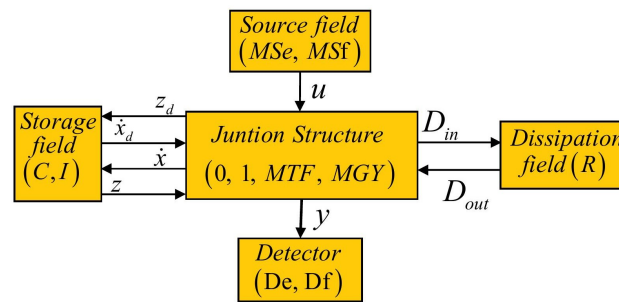 Source field
(MSe, MSf)
u
z_d
ẋ_d
ẋ
z
Storage
field
(C, I)
Juntion Structure
(0, 1, MTF, MGY)
D_in
D_out
Dissipation
field (R)
y
Detector
(De, Df)